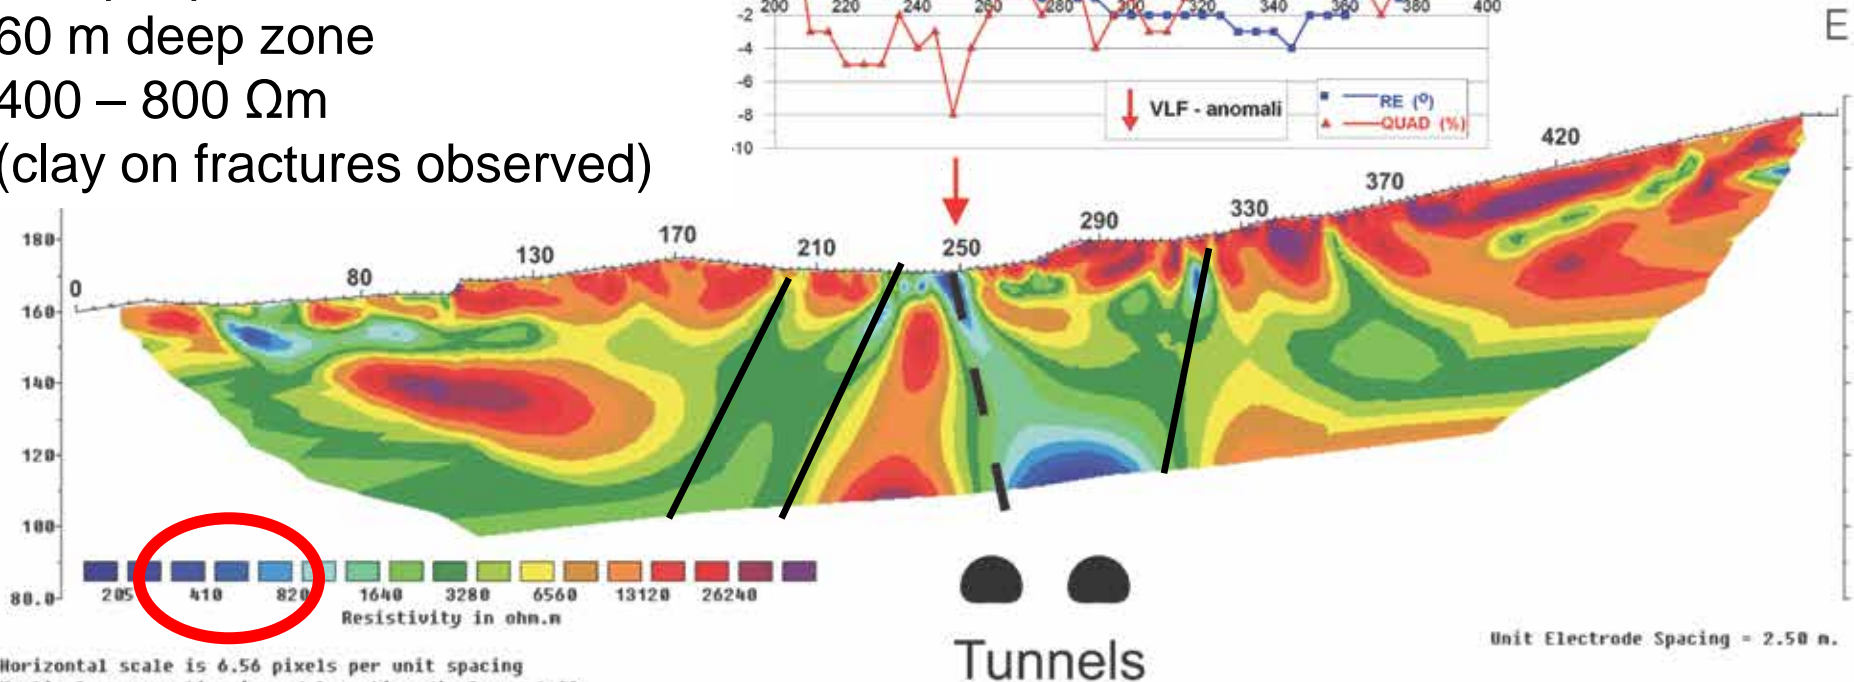 60 m deep zone
400 – 800 Ωm
(clay on fractures observed)
200 220 240 260 280 300 320 340 360 380 400
-2
-4
-6
-8
-10
VLF - anomali
RE (º)
QUAD (%)
E
0 80 130 170 210 250 290 330 370 420
180
160
140
120
100
80.0
205 410 820 1640 3280 6560 13120 26240
Resistivity in ohm.m
Unit Electrode Spacing = 2.50 m.
Horizontal scale is 6.56 pixels per unit spacing
Tunnels